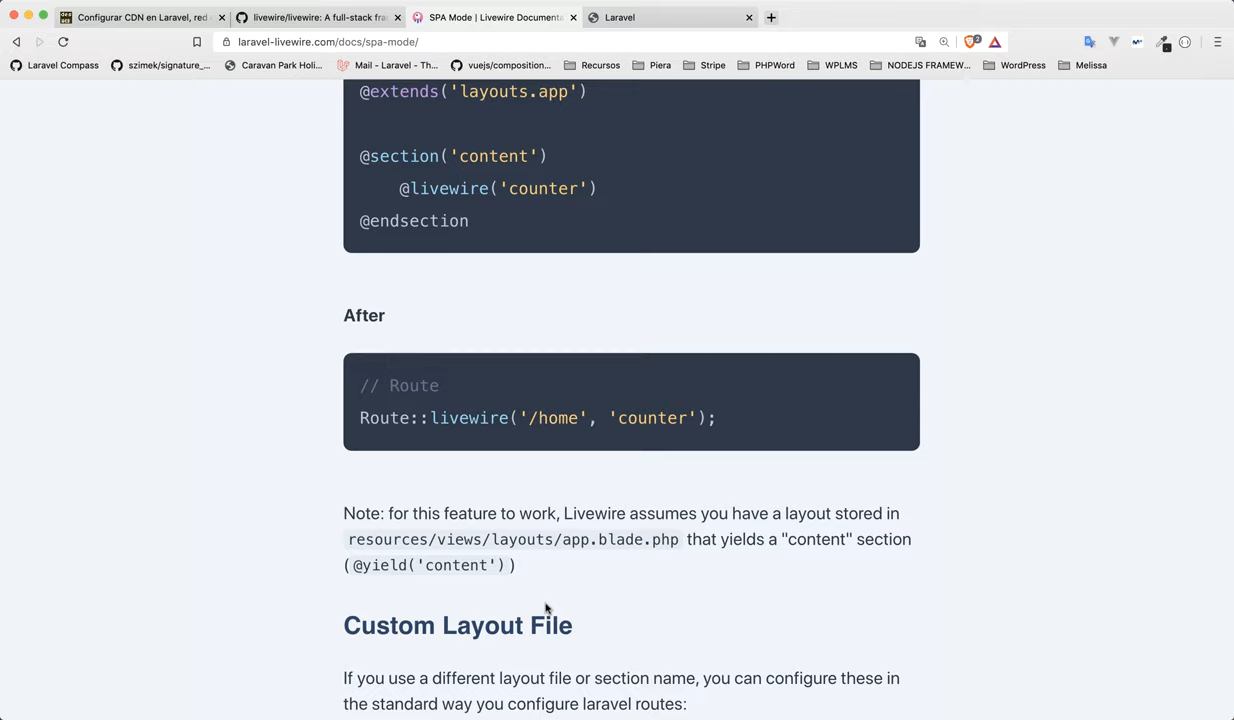 Configurar CDN en Laravel, red
livewire/livewire: A full-stack fra
SPA Mode | Livewire Documenta
Laravel
laravel-livewire.com/docs/spa-mode/
2
Laravel Compass
szimek/signature_...
Caravan Park Holi...
Mail - Laravel - Th...
vuejs/composition...
Recursos
Piera
Stripe
PHPWord
WPLMS
NODEJS FRAMEW...
WordPress
Melissa
@extends('layouts.app')
@section('content')
@livewire('counter')
@endsection
After
// Route
Route::livewire('/home', 'counter');
Note: for this feature to work, Livewire assumes you have a layout stored in
resources/views/layouts/app.blade.php that yields a "content" section
(@yield('content'))
Custom Layout File
If you use a different layout file or section name, you can configure these in
the standard way you configure laravel routes: